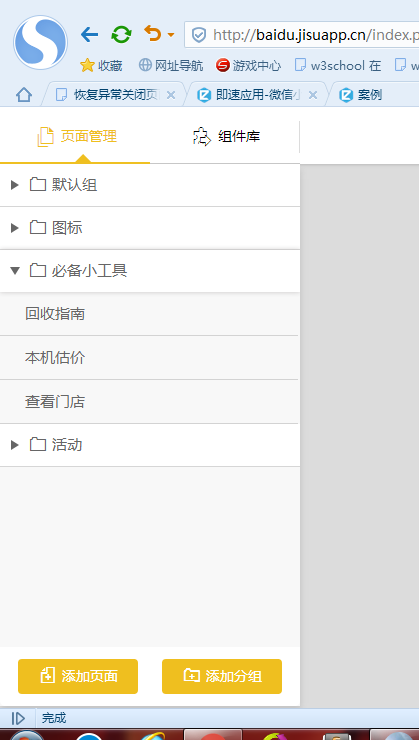 http://baidu.jisuapp.cn/index.p
收藏 网址导航 游戏中心 w3school 在 w
恢复异常关闭页 即速应用-微信小 案例
页面管理 组件库
默认组
图标
必备小工具
回收指南
本机估价
查看门店
活动
添加页面 添加分组
完成